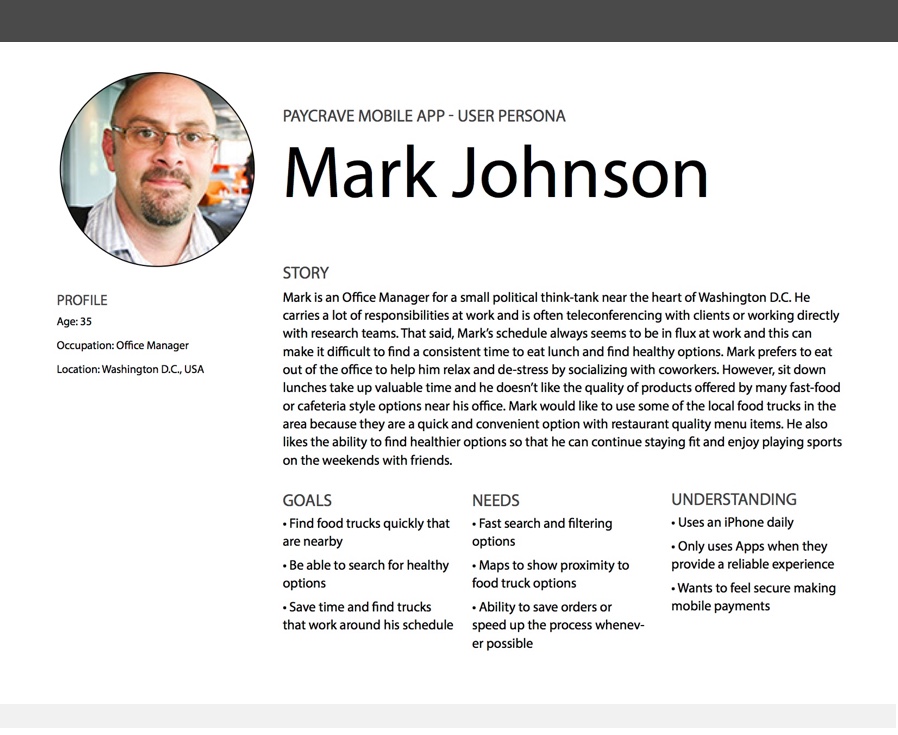 PAYCRAVE MOBILE APP - USER PERSONA
Mark Johnson
PROFILE
Age: 35
Occupation: Office Manager
Location: Washington D.C., USA
STORY
Mark is an Office Manager for a small political think-tank near the heart of Washington D.C. He
carries a lot of responsibilities at work and is often teleconferencing with clients or working directly
with research teams. That said, Mark's schedule always seems to be in flux at work and this can
make it difficult to find a consistent time to eat lunch and find healthy options. Mark prefers to eat
out of the office to help him relax and de-stress by socializing with coworkers. However, sit down
lunches take up valuable time and he doesn't like the quality of products offered by many fast-food
or cafeteria style options near his office. Mark would like to use some of the local food trucks in the
area because they are a quick and convenient option with restaurant quality menu items. He also
likes the ability to find healthier options so that he can continue staying fit and enjoy playing sports
on the weekends with friends.
GOALS
• Find food trucks quickly that
are nearby
• Be able to search for healthy
options
• Save time and find trucks
that work around his schedule
NEEDS
• Fast search and filtering
options
• Maps to show proximity to
food truck options
• Ability to save orders or
speed up the process whenev-
er possible
UNDERSTANDING
• Uses an iPhone daily
• Only uses Apps when they
provide a reliable experience
• Wants to feel secure making
mobile payments